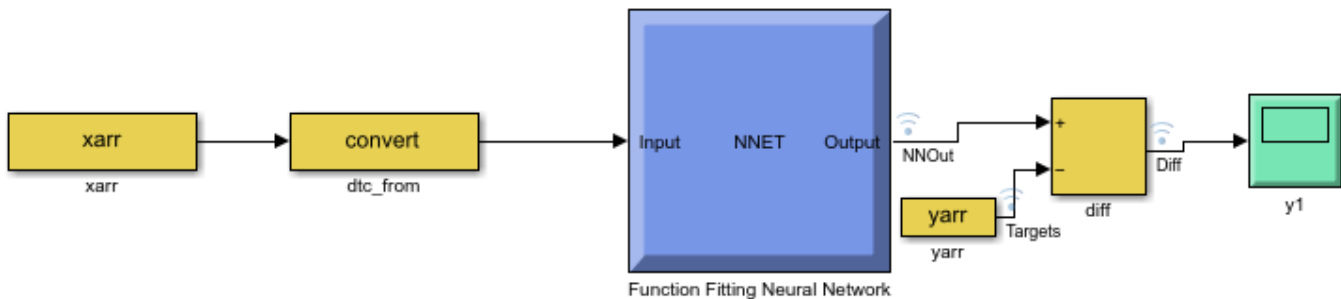 xarr
xarr
convert
dtc_from
Input NNET Output
Function Fitting Neural Network
NNOut
yarr
yarr
Targets
+
−
diff
Diff
y1